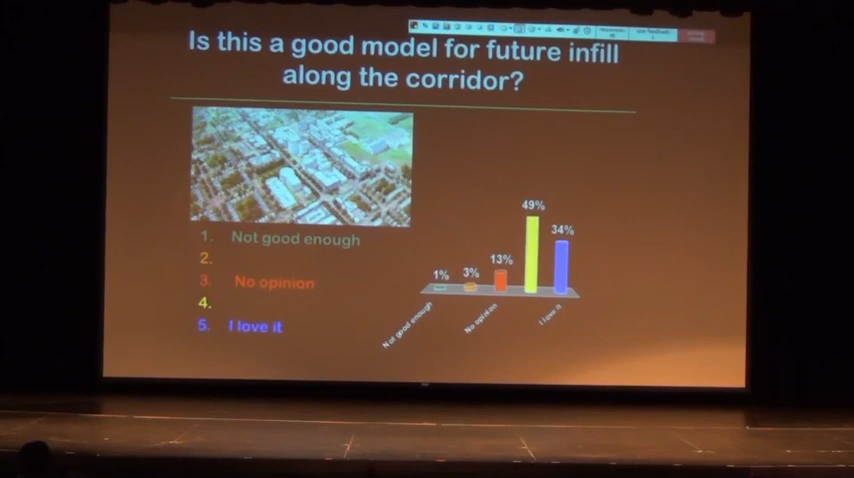 Is this a good model for future infill
along the corridor?
1. Not good enough
2.
3. No opinion
4.
5. I love it
1%
3%
13%
49%
34%
Not good enough
No opinion
I love it